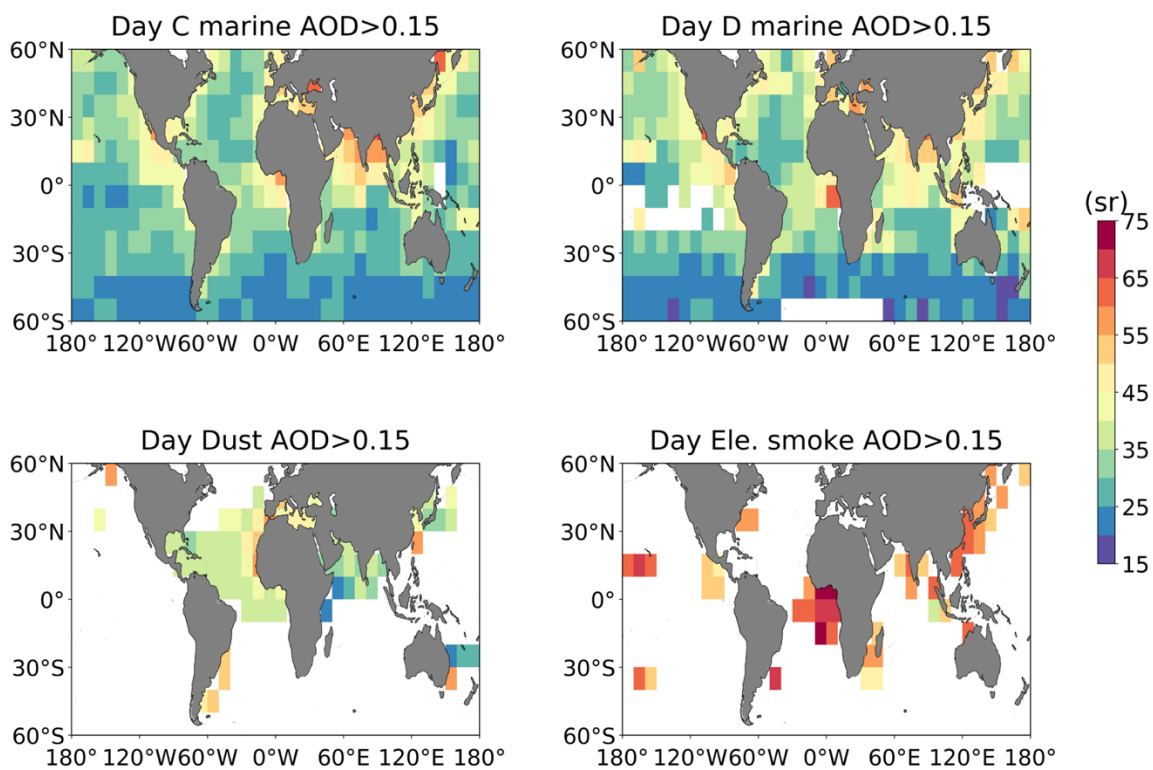 Day C marine AOD>0.15
60°N
30°N
0°
30°S
60°S
180° 120°W60°W 0°W 60°E 120°E 180°
Day D marine AOD>0.15
60°N
30°N
0°
30°S
60°S
180° 120°W60°W 0°W 60°E 120°E 180°
(sr)
75
65
55
45
35
25
15
Day Dust AOD>0.15
60°N
30°N
0°
30°S
60°S
180° 120°W60°W 0°W 60°E 120°E 180°
Day Ele. smoke AOD>0.15
60°N
30°N
0°
30°S
60°S
180° 120°W60°W 0°W 60°E 120°E 180°